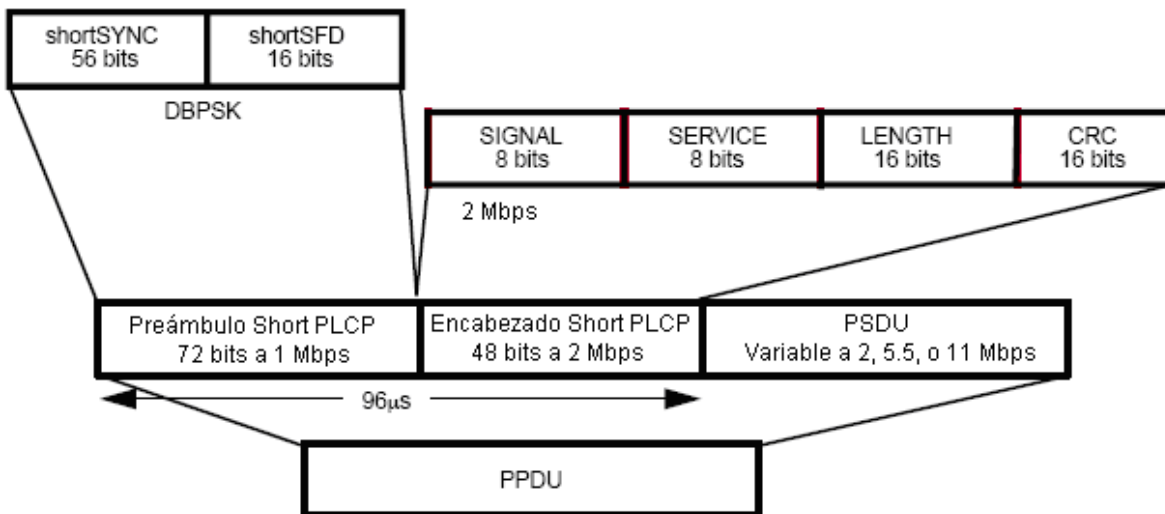 shortSYNC
56 bits
shortSFD
16 bits
DBPSK
SIGNAL
8 bits
SERVICE
8 bits
LENGTH
16 bits
CRC
16 bits
2 Mbps
Preámbulo Short PLCP
72 bits a 1 Mbps
Encabezado Short PLCP
48 bits a 2 Mbps
PSDU
Variable a 2, 5.5, o 11 Mbps
96µs
PPDU